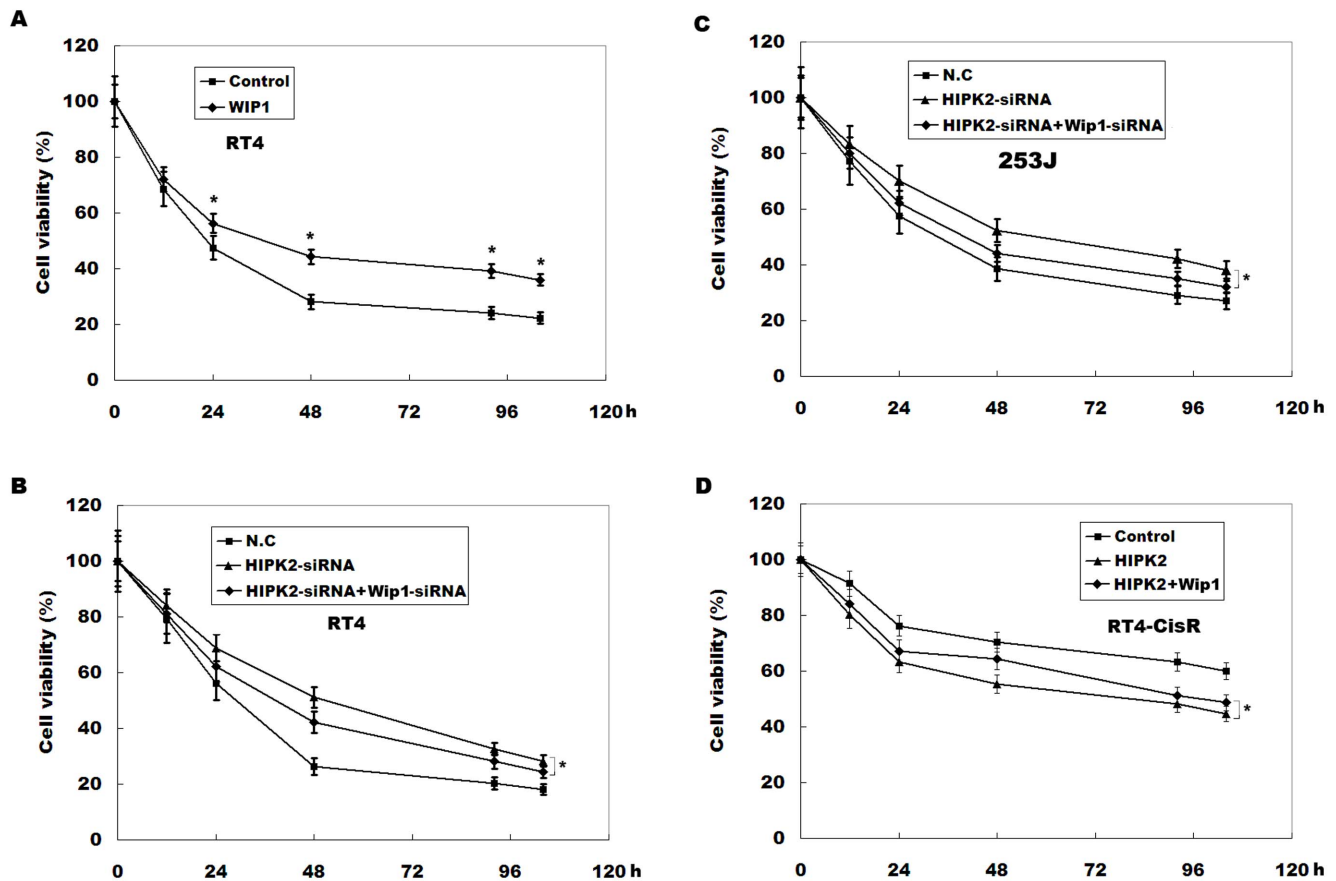 A
Cell viability (%)
120
100
80
60
40
20
0
Control
WIP1
RT4
*
*
*
*
0 24 48 72 96 120 h
B
Cell viability (%)
120
100
80
60
40
20
0
N.C
HIPK2-siRNA
HIPK2-siRNA+Wip1-siRNA
RT4
*
0 24 48 72 96 120 h
C
Cell viability (%)
120
100
80
60
40
20
0
N.C
HIPK2-siRNA
HIPK2-siRNA+Wip1-siRNA
253J
*
0 24 48 72 96 120 h
D
Cell viability (%)
120
100
80
60
40
20
0
Control
HIPK2
HIPK2+Wip1
RT4-CisR
*
0 24 48 72 96 120 h